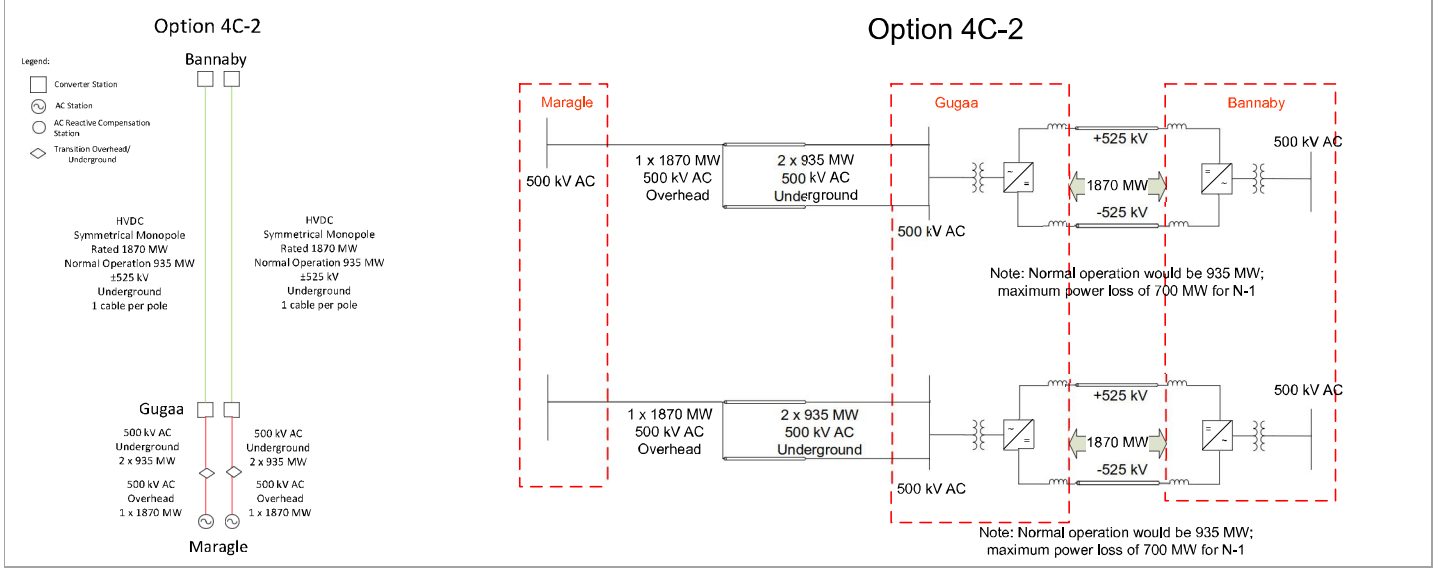 Option 4C-2
Bannaby
Legend:
Converter Station
AC Station
AC Reactive Compensation
Station
Transition Overhead/
Underground
HVDC
Symmetrical Monopole
Rated 1870 MW
Normal Operation 935 MW
±525 kV
Underground
1 cable per pole
HVDC
Symmetrical Monopole
Rated 1870 MW
Normal Operation 935 MW
±525 kV
Underground
1 cable per pole
Gugaa
500 kV AC
Underground
2 x 935 MW
500 kV AC
Underground
2 x 935 MW
500 kV AC
Overhead
1 x 1870 MW
500 kV AC
Overhead
1 x 1870 MW
Maragle
Option 4C-2
Maragle
Gugaa
Bannaby
500 kV AC
1 x 1870 MW
500 kV AC
Overhead
2 x 935 MW
500 kV AC
Underground
500 kV AC
~
=
+525 kV
1870 MW
-525 kV
=
~
500 kV AC
Note: Normal operation would be 935 MW;
maximum power loss of 700 MW for N-1
1 x 1870 MW
500 kV AC
Overhead
2 x 935 MW
500 kV AC
Underground
500 kV AC
~
=
+525 kV
1870 MW
-525 kV
=
~
500 kV AC
Note: Normal operation would be 935 MW;
maximum power loss of 700 MW for N-1